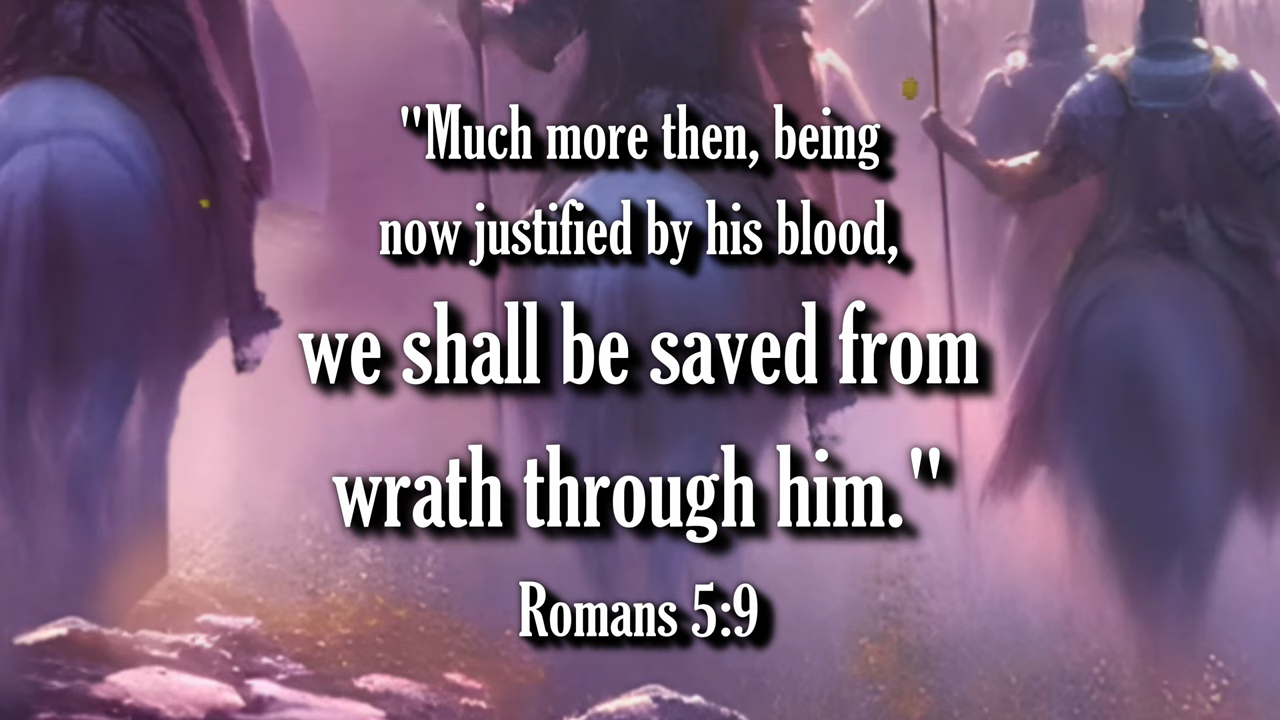 "Much more then, being
now justified by his blood,
we shall be saved from
wrath through him."
Romans 5:9